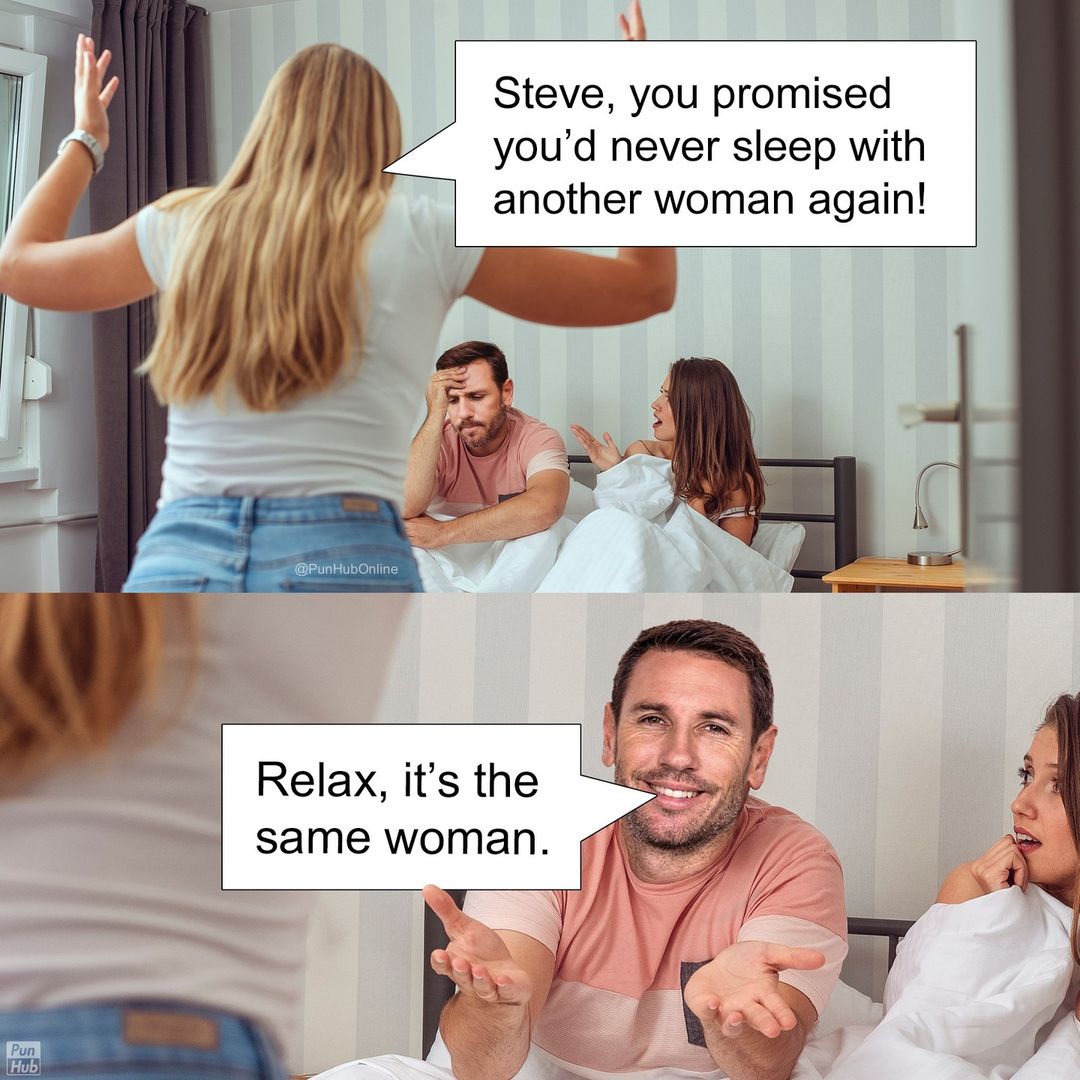 Steve, you promised
you’d never sleep with
another woman again!
@PunHubOnline
Relax, it’s the
same woman.
Pun
Hub